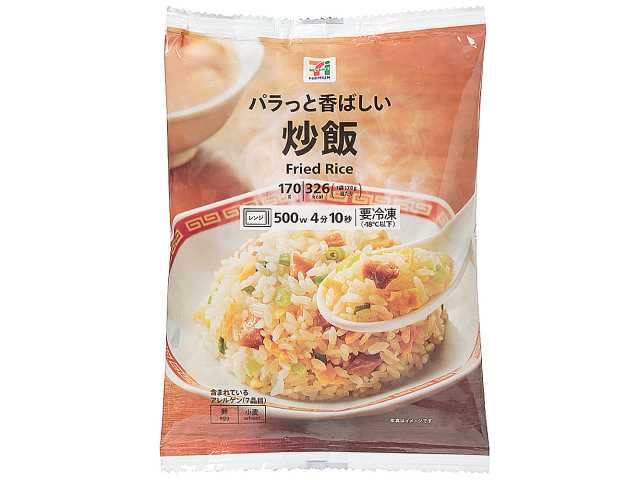 パラっと香ばしい
炒飯
Fried Rice
170g 326kcal
レンジ 500W 4分10秒 要冷凍
(-18℃以下)
含まれている
アレルゲン(7品目)
卵 小麦
egg wheat
写真はイメージです